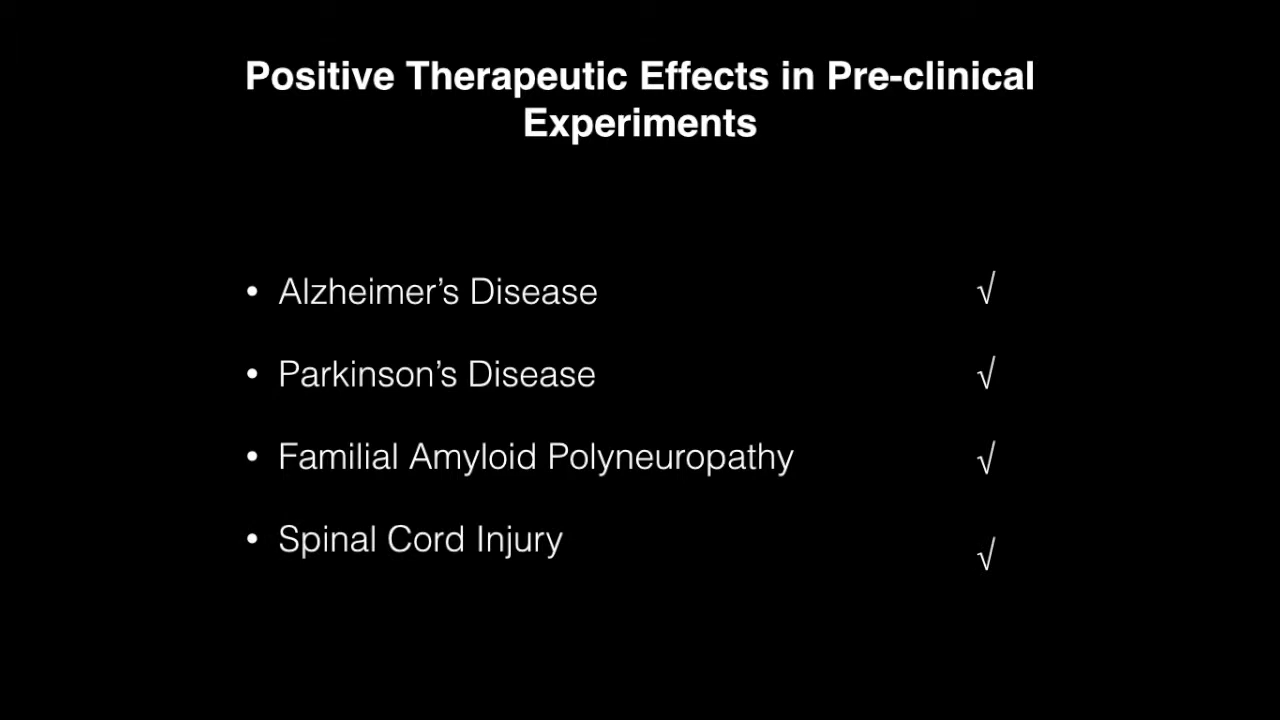 Positive Therapeutic Effects in Pre-clinical
Experiments
• Alzheimer’s Disease √
• Parkinson’s Disease √
• Familial Amyloid Polyneuropathy √
• Spinal Cord Injury √